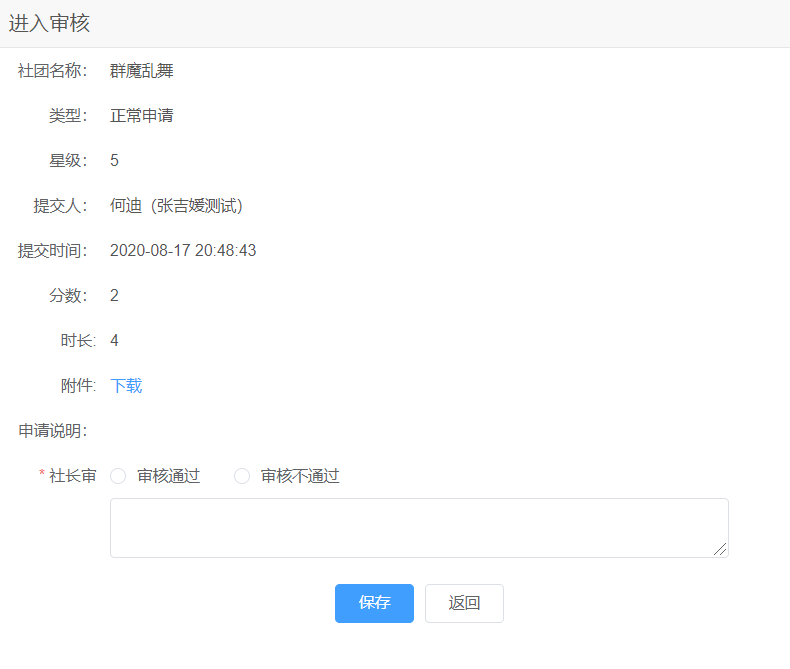 进入审核
社团名称： 群魔乱舞
类型： 正常申请
星级： 5
提交人： 何迪（张吉媛测试）
提交时间： 2020-08-17 20:48:43
分数： 2
时长: 4
附件: 下载
申请说明：
* 社长审 审核通过 审核不通过
保存 返回